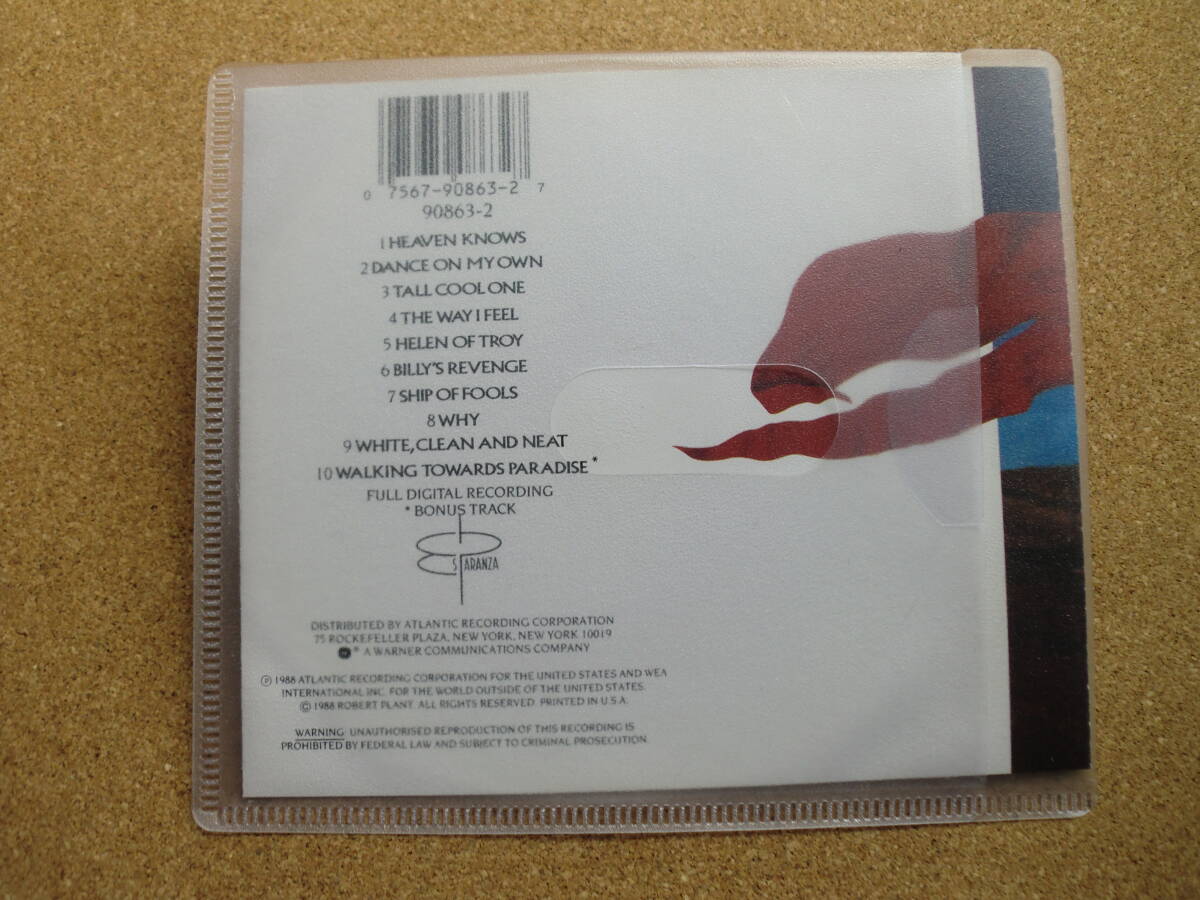 0 7567-90863-2 7
90863-2
1 HEAVEN KNOWS
2 DANCE ON MY OWN
3 TALL COOL ONE
4 THE WAY I FEEL
5 HELEN OF TROY
6 BILLY'S REVENGE
7 SHIP OF FOOLS
8 WHY
9 WHITE, CLEAN AND NEAT
10 WALKING TOWARDS PARADISE *
FULL DIGITAL RECORDING
* BONUS TRACK
ES PARANZA
DISTRIBUTED BY ATLANTIC RECORDING CORPORATION
75 ROCKEFELLER PLAZA, NEW YORK, NEW YORK 10019
® A WARNER COMMUNICATIONS COMPANY
℗ 1988 ATLANTIC RECORDING CORPORATION FOR THE UNITED STATES AND WEA
INTERNATIONAL INC. FOR THE WORLD OUTSIDE OF THE UNITED STATES.
© 1988 ROBERT PLANT. ALL RIGHTS RESERVED. PRINTED IN U.S.A.
WARNING: UNAUTHORISED REPRODUCTION OF THIS RECORDING IS
PROHIBITED BY FEDERAL LAW AND SUBJECT TO CRIMINAL PROSECUTION.